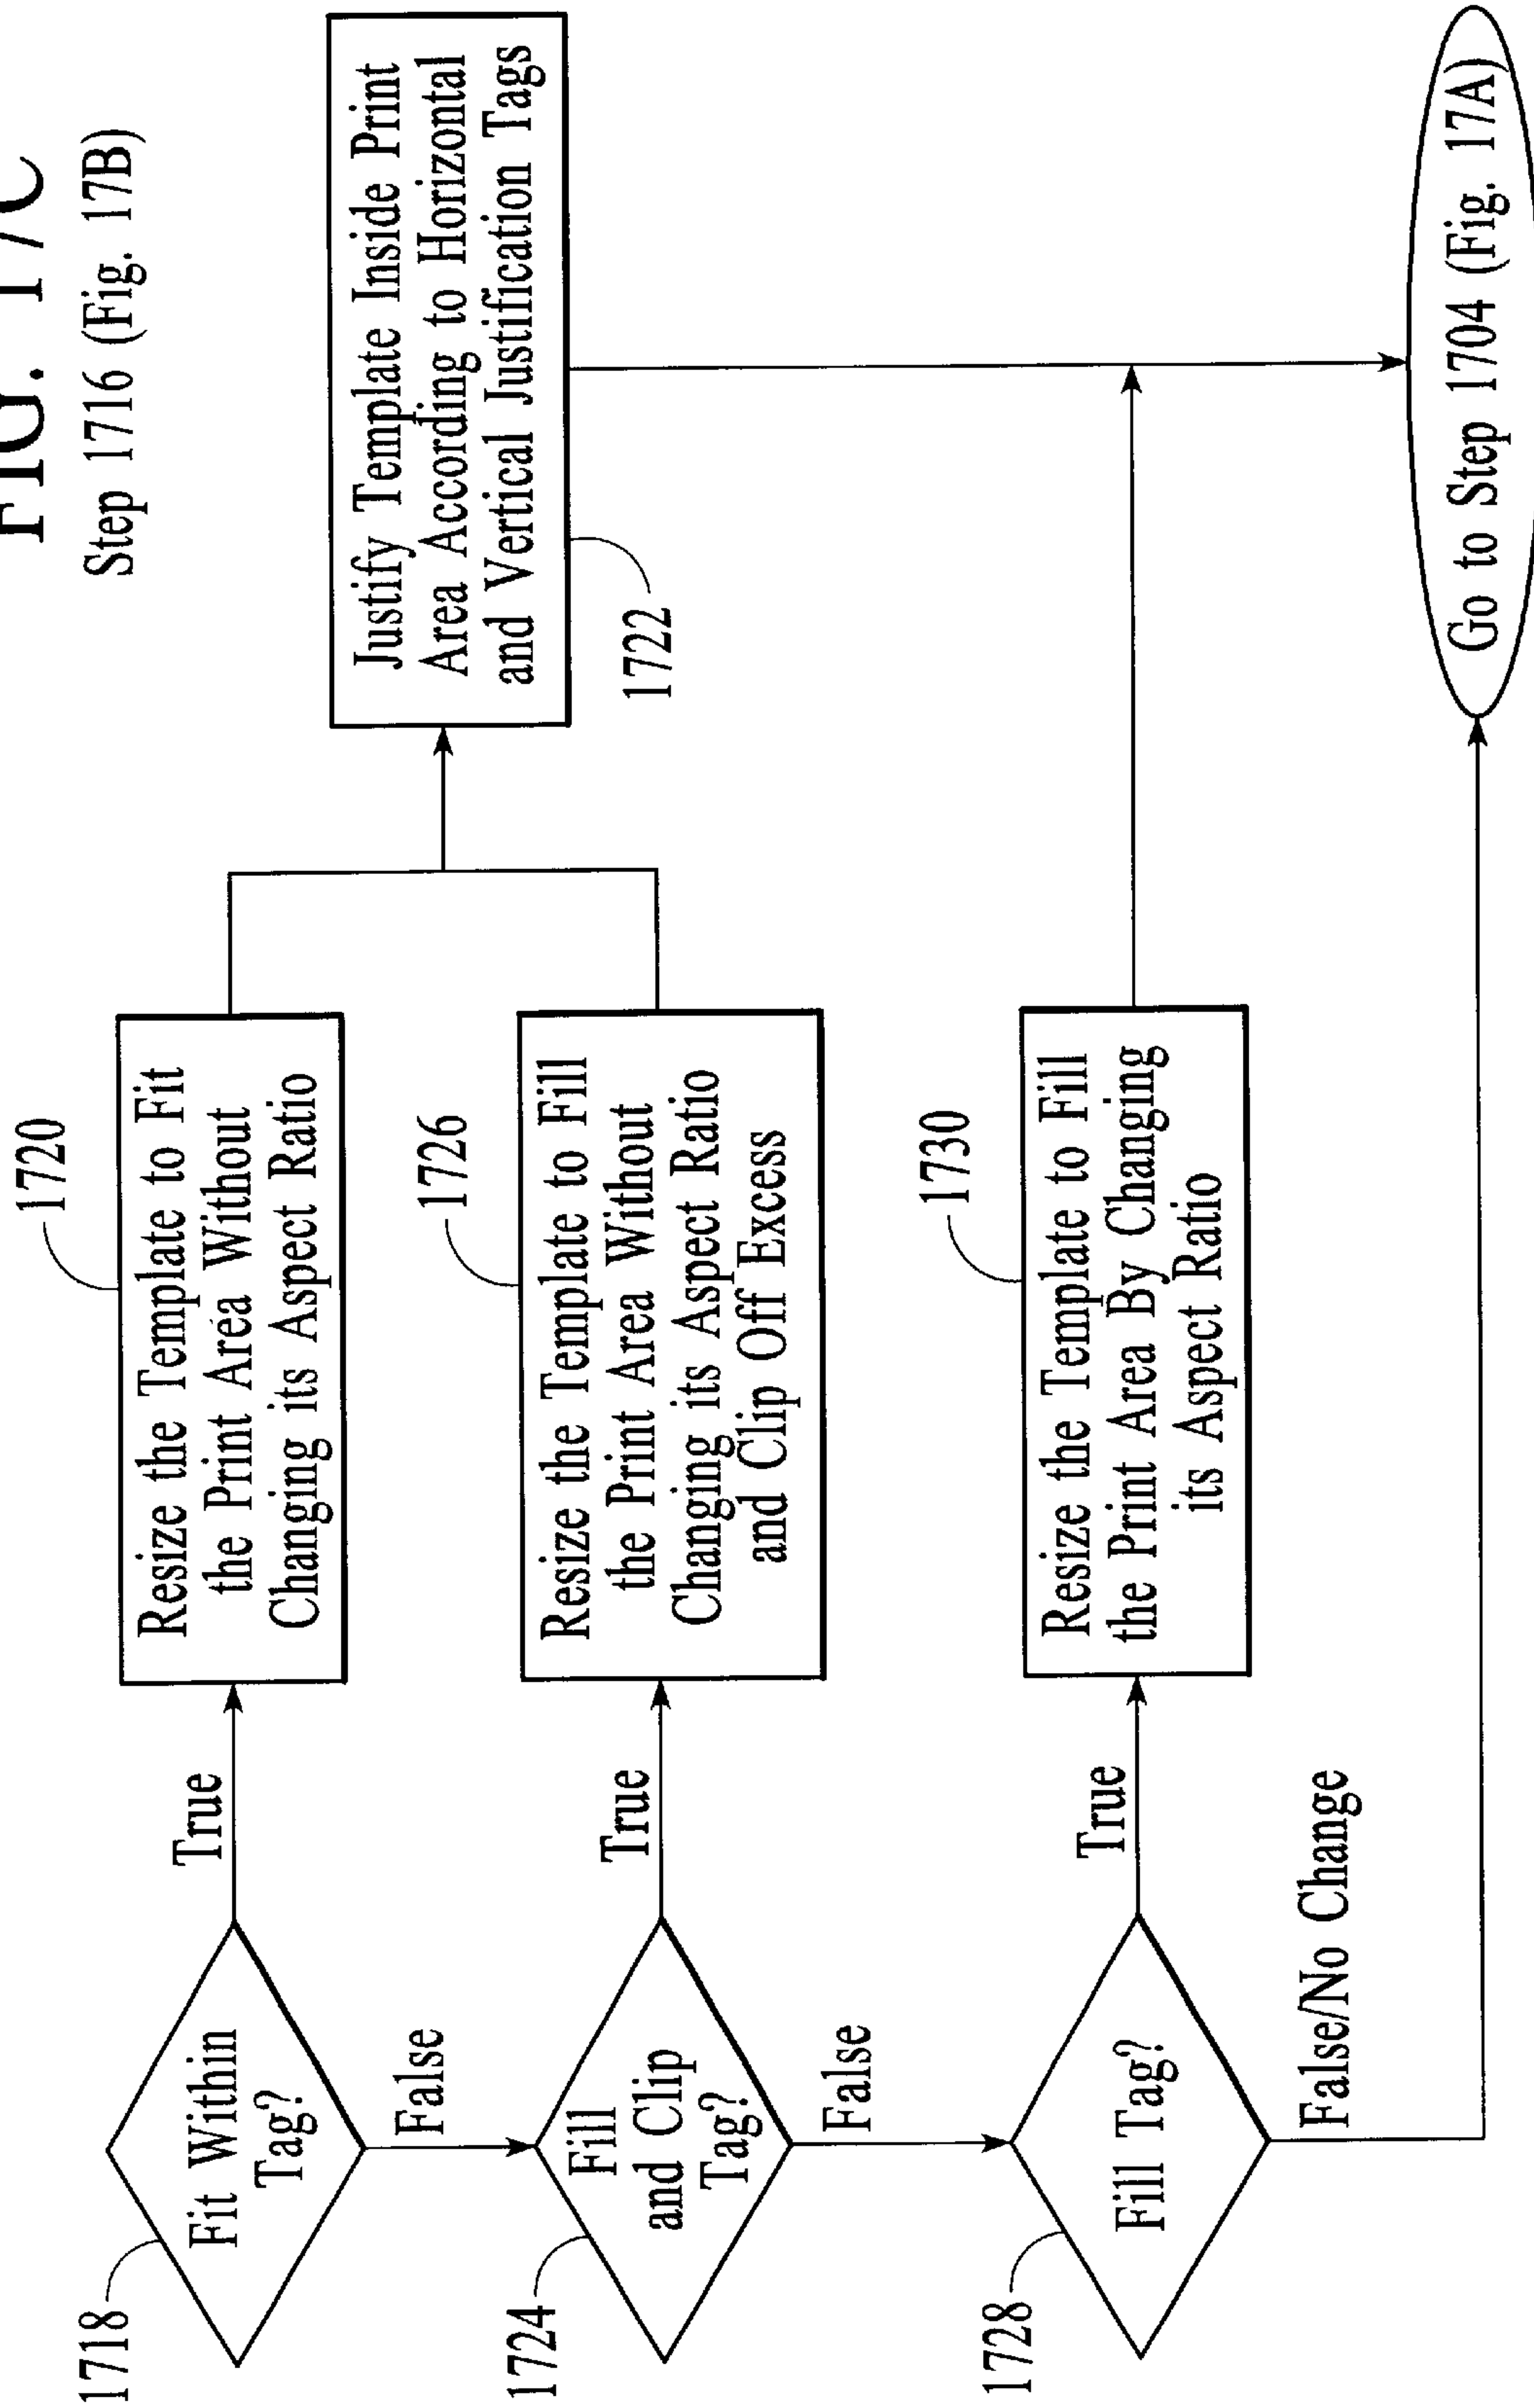 FIG. 17C
Step 1716 (Fig. 17B)
1718
Fit Within
Tag?
True
False
1720
Resize the Template to Fit
the Print Area Without
Changing its Aspect Ratio
Justify Template Inside Print
Area According to Horizontal
and Vertical Justification Tags
1722
1724
Fill
and Clip
Tag?
True
False
1726
Resize the Template to Fill
the Print Area Without
Changing its Aspect Ratio
and Clip Off Excess
1728
Fill Tag?
True
False/No Change
1730
Resize the Template to Fill
the Print Area By Changing
its Aspect Ratio
Go to Step 1704 (Fig. 17A)